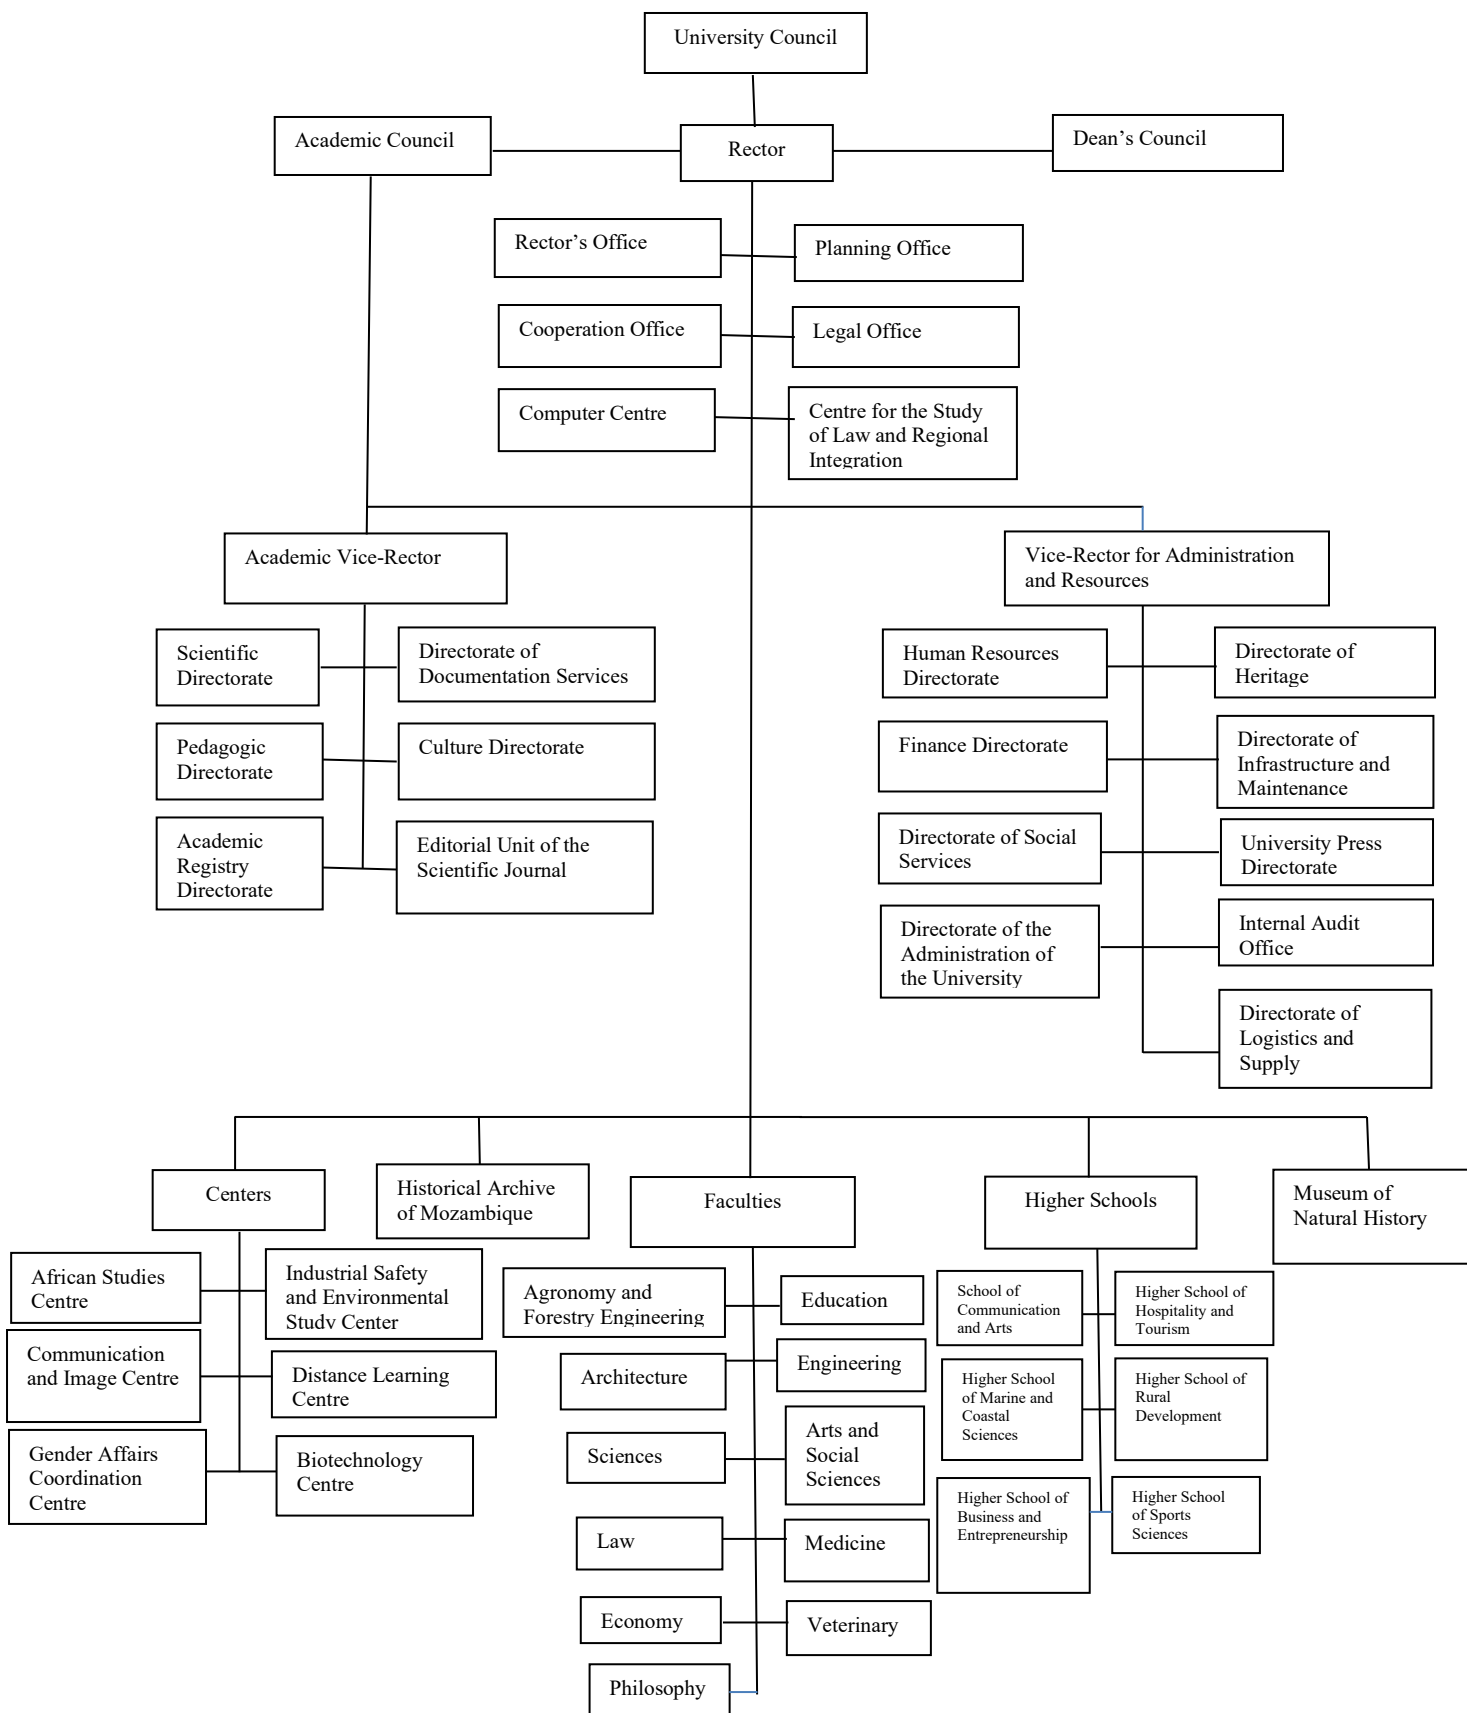 University Council
Academic Council
Rector
Dean's Council
Rector's Office
Planning Office
Cooperation Office
Legal Office
Computer Centre
Centre for the Study
of Law and Regional
Integration
Academic Vice-Rector
Vice-Rector for Administration
and Resources
Scientific
Directorate
Directorate of
Documentation Services
Human Resources
Directorate
Directorate of
Heritage
Pedagogic
Directorate
Culture Directorate
Finance Directorate
Directorate of
Infrastructure and
Maintenance
Academic
Registry
Directorate
Editorial Unit of the
Scientific Journal
Directorate of Social
Services
University Press
Directorate
Directorate of the
Administration of
the University
Internal Audit
Office
Directorate of
Logistics and
Supply
Centers
Historical Archive
of Mozambique
Faculties
Higher Schools
Museum of
Natural History
African Studies
Centre
Industrial Safety
and Environmental
Study Center
Communication
and Image Centre
Distance Learning
Centre
Gender Affairs
Coordination
Centre
Biotechnology
Centre
Agronomy and
Forestry Engineering
Education
Architecture
Engineering
Sciences
Arts and
Social
Sciences
Law
Medicine
Economy
Veterinary
Philosophy
School of
Communication
and Arts
Higher School of
Hospitality and
Tourism
Higher School
of Marine and
Coastal
Sciences
Higher School of
Rural
Development
Higher School of
Business and
Entrepreneurship
Higher School
of Sports
Sciences